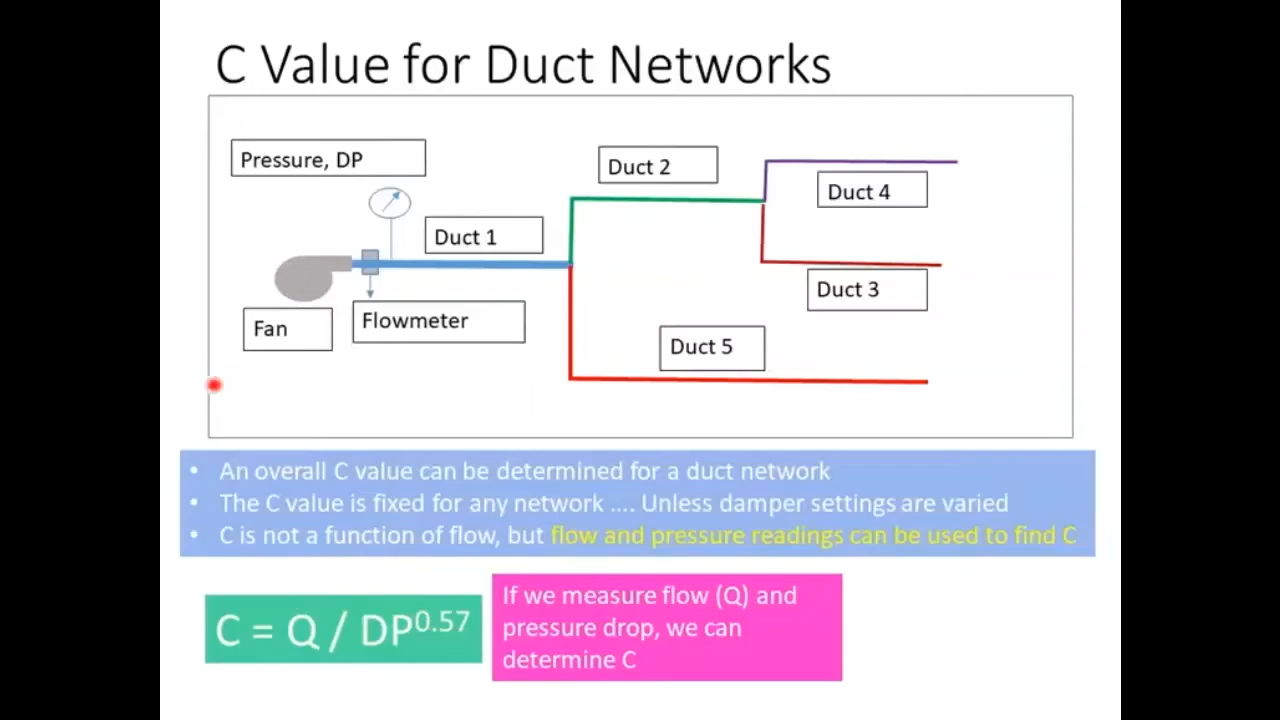 C Value for Duct Networks
Pressure, DP
Duct 2
Duct 4
Duct 1
Duct 3
Fan
Flowmeter
Duct 5
• An overall C value can be determined for a duct network
• The C value is fixed for any network .... Unless damper settings are varied
• C is not a function of flow, but flow and pressure readings can be used to find C
C = Q / DP^0.57
If we measure flow (Q) and
pressure drop, we can
determine C